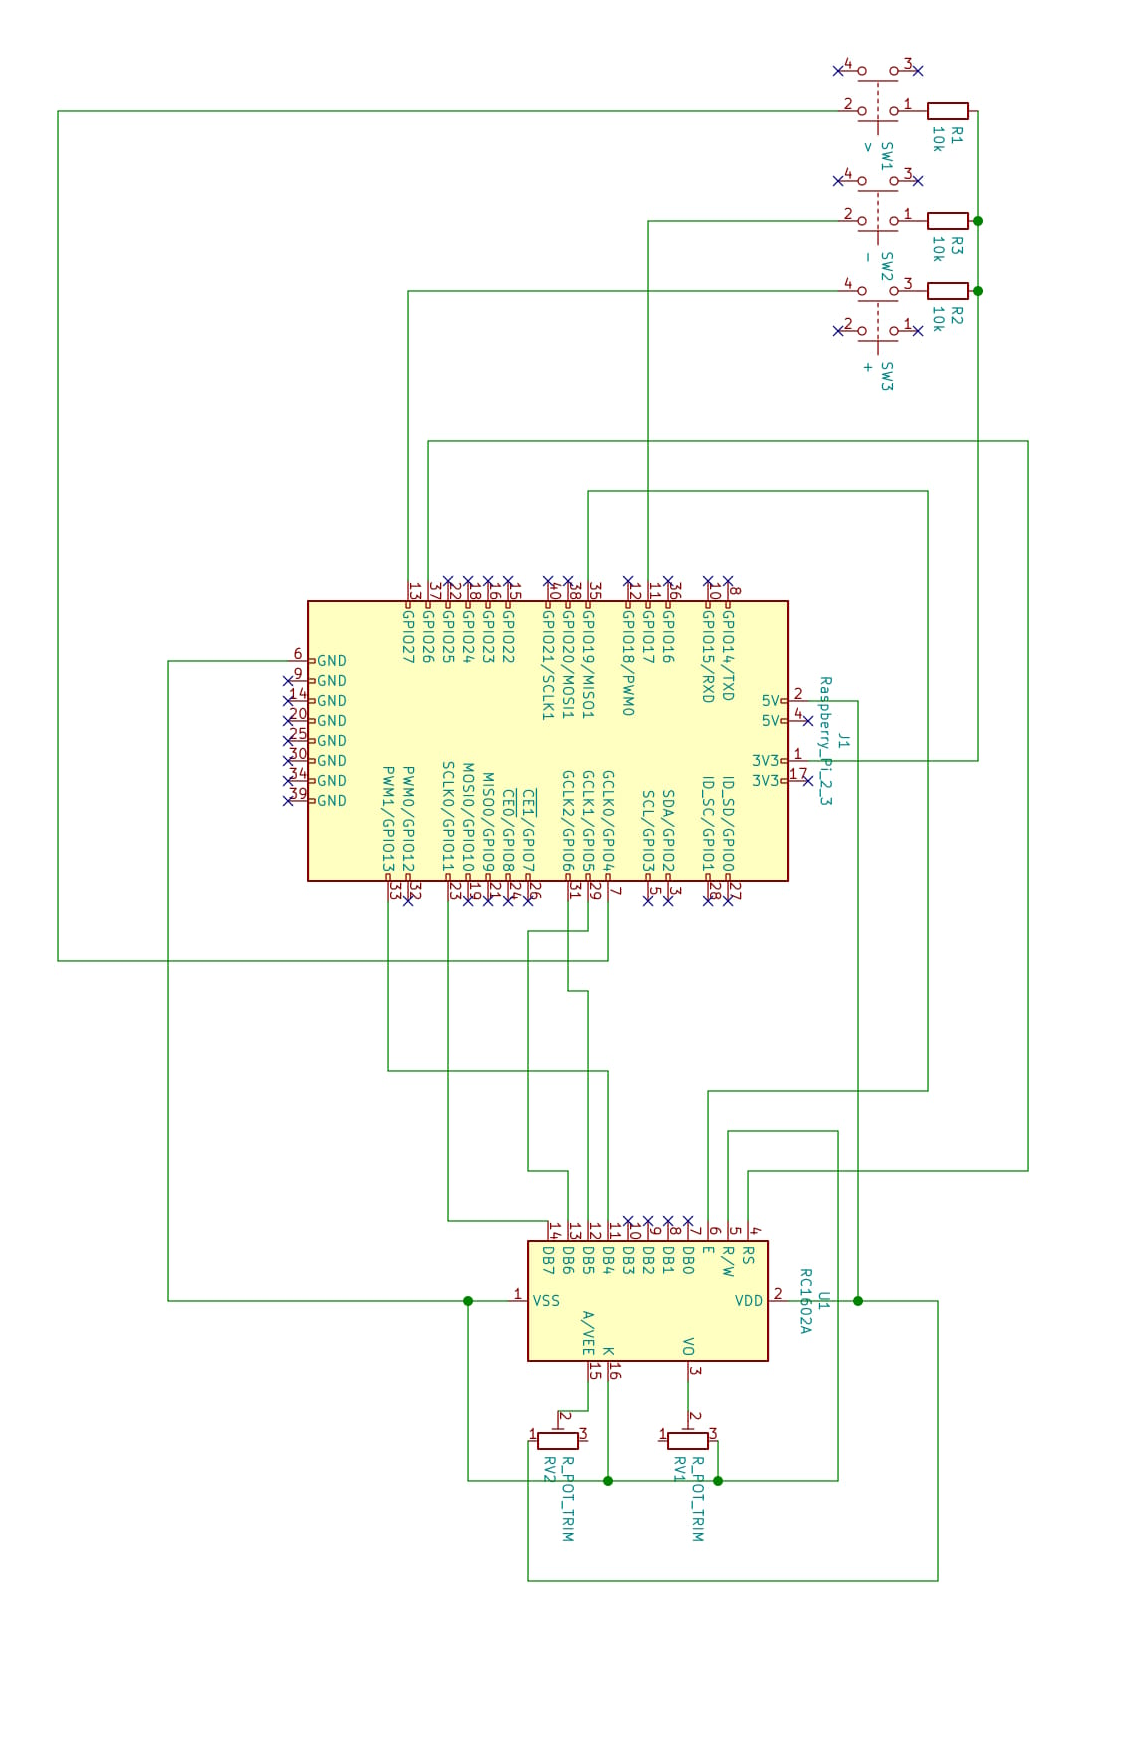 4 3
2 1
R1
10k
SW1
>
4 3
2 1
R3
10k
SW2
−
4 3
R2
10k
2 1
SW3
+
13 37 22 18 16 15 40 38 35 12 11 36 10 8
GPIO27
GPIO26
GPIO25
GPIO24
GPIO23
GPIO22
GPIO21/SCLK1
GPIO20/MOSI1
GPIO19/MISO1
GPIO18/PWM0
GPIO17
GPIO16
GPIO15/RXD
GPIO14/TXD
6 GND
9 GND
14 GND
20 GND
25 GND
30 GND
34 GND
39 GND
5V 2
5V 4
3V3 1
3V3 17
J1
Raspberry_Pi_2_3
PWM1/GPIO13
PWM0/GPIO12
SCLK0/GPIO11
MOSI0/GPIO10
MISO0/GPIO9
CE0/GPIO8
CE1/GPIO7
GCLK2/GPIO6
GCLK1/GPIO5
GCLK0/GPIO4
SCL/GPIO3
SDA/GPIO2
ID_SC/GPIO1
ID_SD/GPIO0
33 32 23 19 21 24 26 31 29 7 5 3 28 27
14 13 12 11 10 9 8 7 6 5 4
DB7
DB6
DB5
DB4
DB3
DB2
DB1
DB0
E
R/W
RS
1 VSS
VDD 2
U1
RC1602A
A/VEE
K
VO
15 16 3
2
1 3
R_POT_TRIM
RV2
2
1 3
R_POT_TRIM
RV1